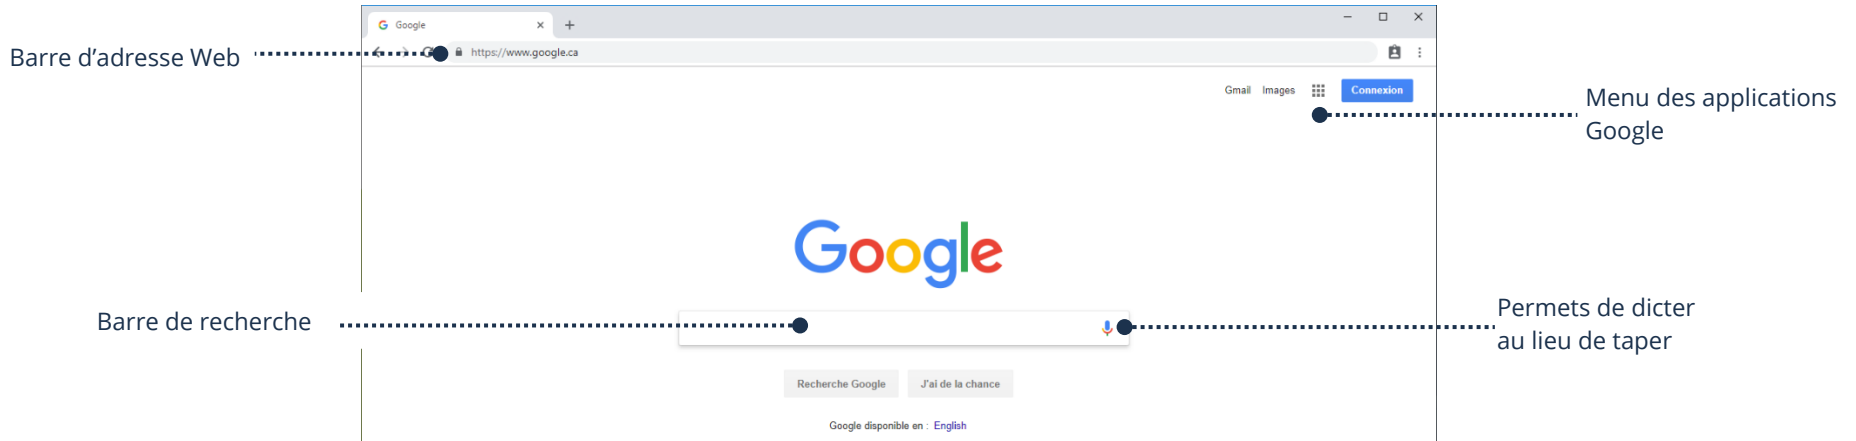 Google
https://www.google.ca
Barre d'adresse Web
Gmail Images Connexion
Menu des applications
Google
Google
Barre de recherche
Permets de dicter
au lieu de taper
Recherche Google J'ai de la chance
Google disponible en : English